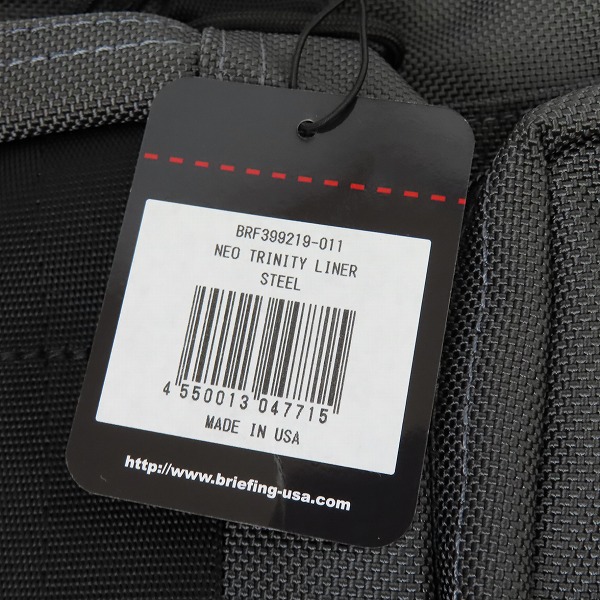 BRF399219-011
NEO TRINITY LINER
STEEL
4 550013 047715
MADE IN USA
http://www.briefing-usa.com